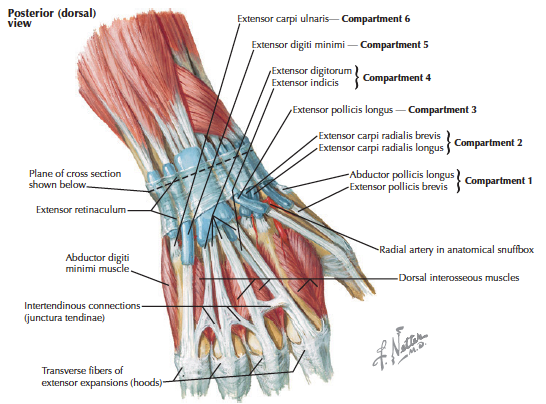 Posterior (dorsal)
view
Extensor carpi ulnaris— Compartment 6
Extensor digiti minimi — Compartment 5
Extensor digitorum
Extensor indicis
Compartment 4
Extensor pollicis longus — Compartment 3
Extensor carpi radialis brevis
Extensor carpi radialis longus
Compartment 2
Plane of cross section
shown below
Abductor pollicis longus
Extensor pollicis brevis
Compartment 1
Extensor retinaculum
Radial artery in anatomical snuffbox
Abductor digiti
minimi muscle
Dorsal interosseous muscles
Intertendinous connections
(junctura tendinae)
Transverse fibers of
extensor expansions (hoods)
F. Netter
M.D.